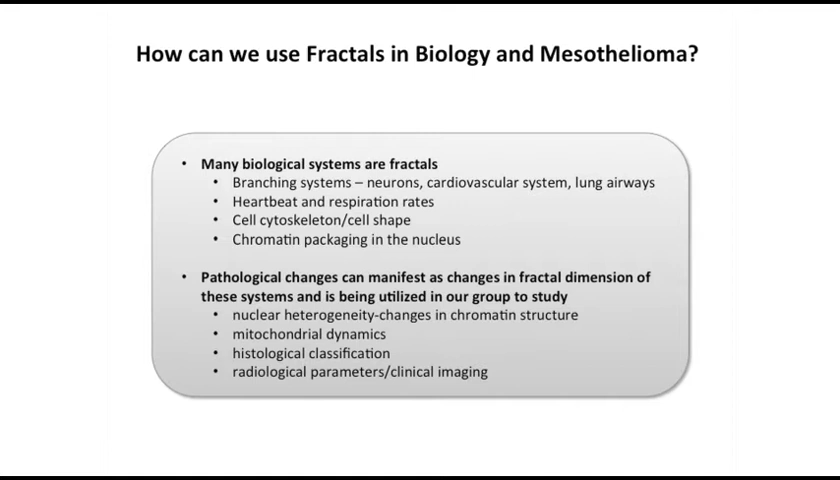 How can we use Fractals in Biology and Mesothelioma?
• Many biological systems are fractals
• Branching systems – neurons, cardiovascular system, lung airways
• Heartbeat and respiration rates
• Cell cytoskeleton/cell shape
• Chromatin packaging in the nucleus
• Pathological changes can manifest as changes in fractal dimension of
these systems and is being utilized in our group to study
• nuclear heterogeneity-changes in chromatin structure
• mitochondrial dynamics
• histological classification
• radiological parameters/clinical imaging